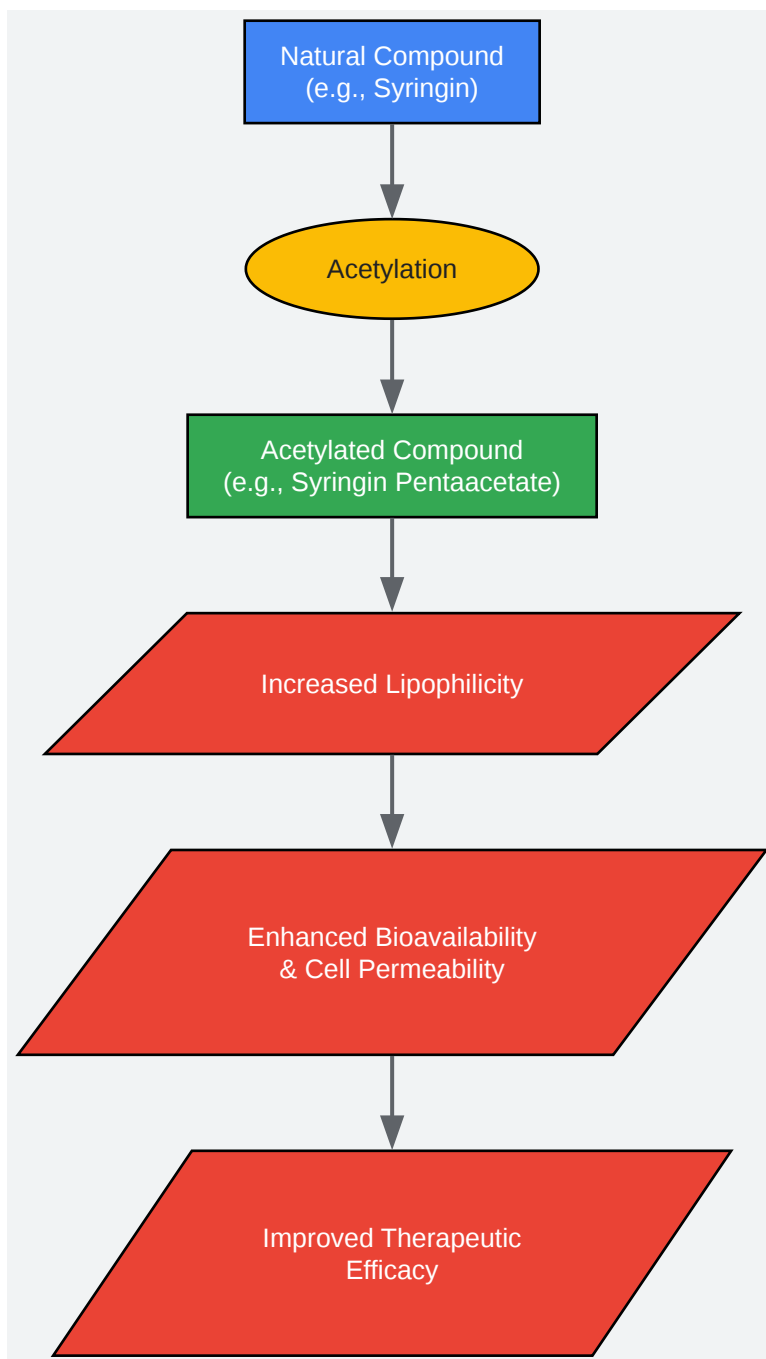 Natural Compound
(e.g., Syringin)
Acetylation
Acetylated Compound
(e.g., Syringin Pentaacetate)
Increased Lipophilicity
Enhanced Bioavailability
& Cell Permeability
Improved Therapeutic
Efficacy